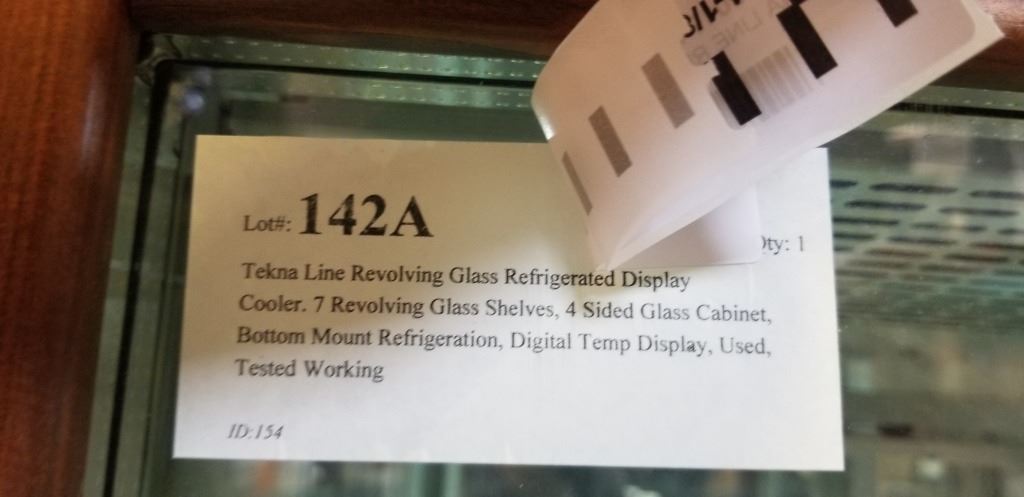 Lot#: 142A
Qty: 1
Tekna Line Revolving Glass Refrigerated Display
Cooler. 7 Revolving Glass Shelves, 4 Sided Glass Cabinet,
Bottom Mount Refrigeration, Digital Temp Display, Used,
Tested Working
ID:154